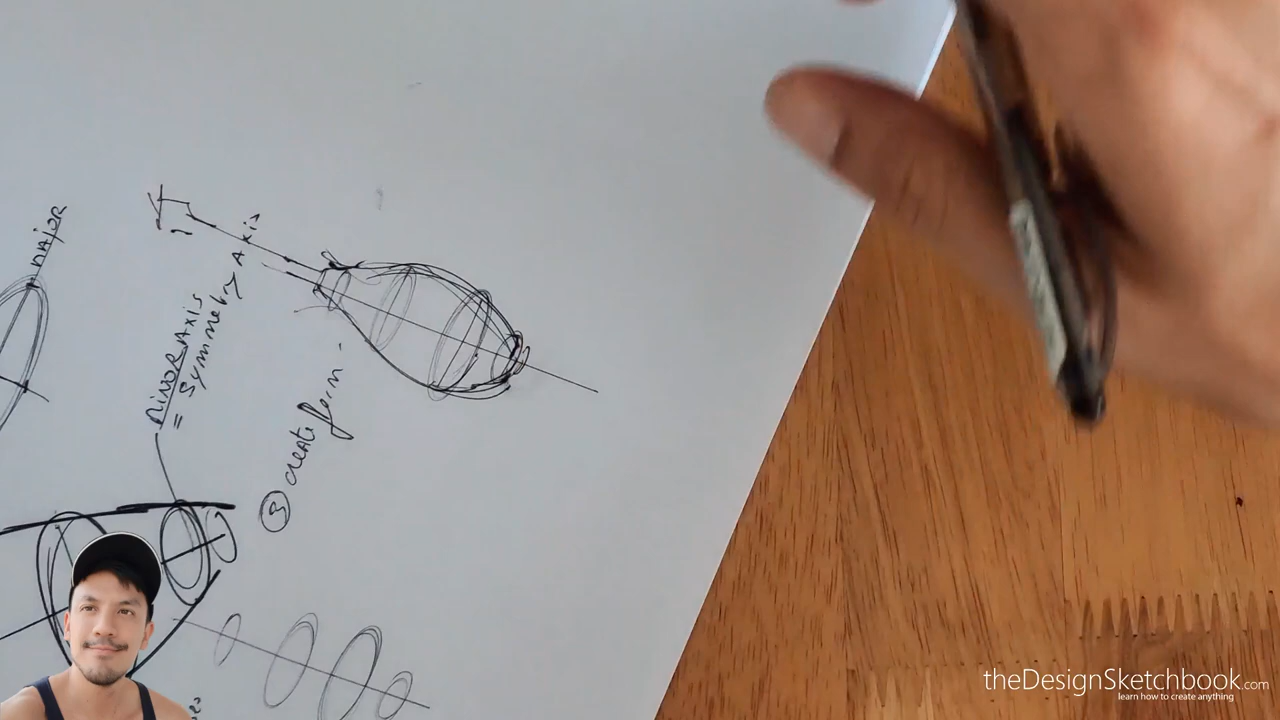 MAJOR
MINOR AXIS
= Symmetry Axis
③ create form
theDesignSketchbook.com
learn how to create anything